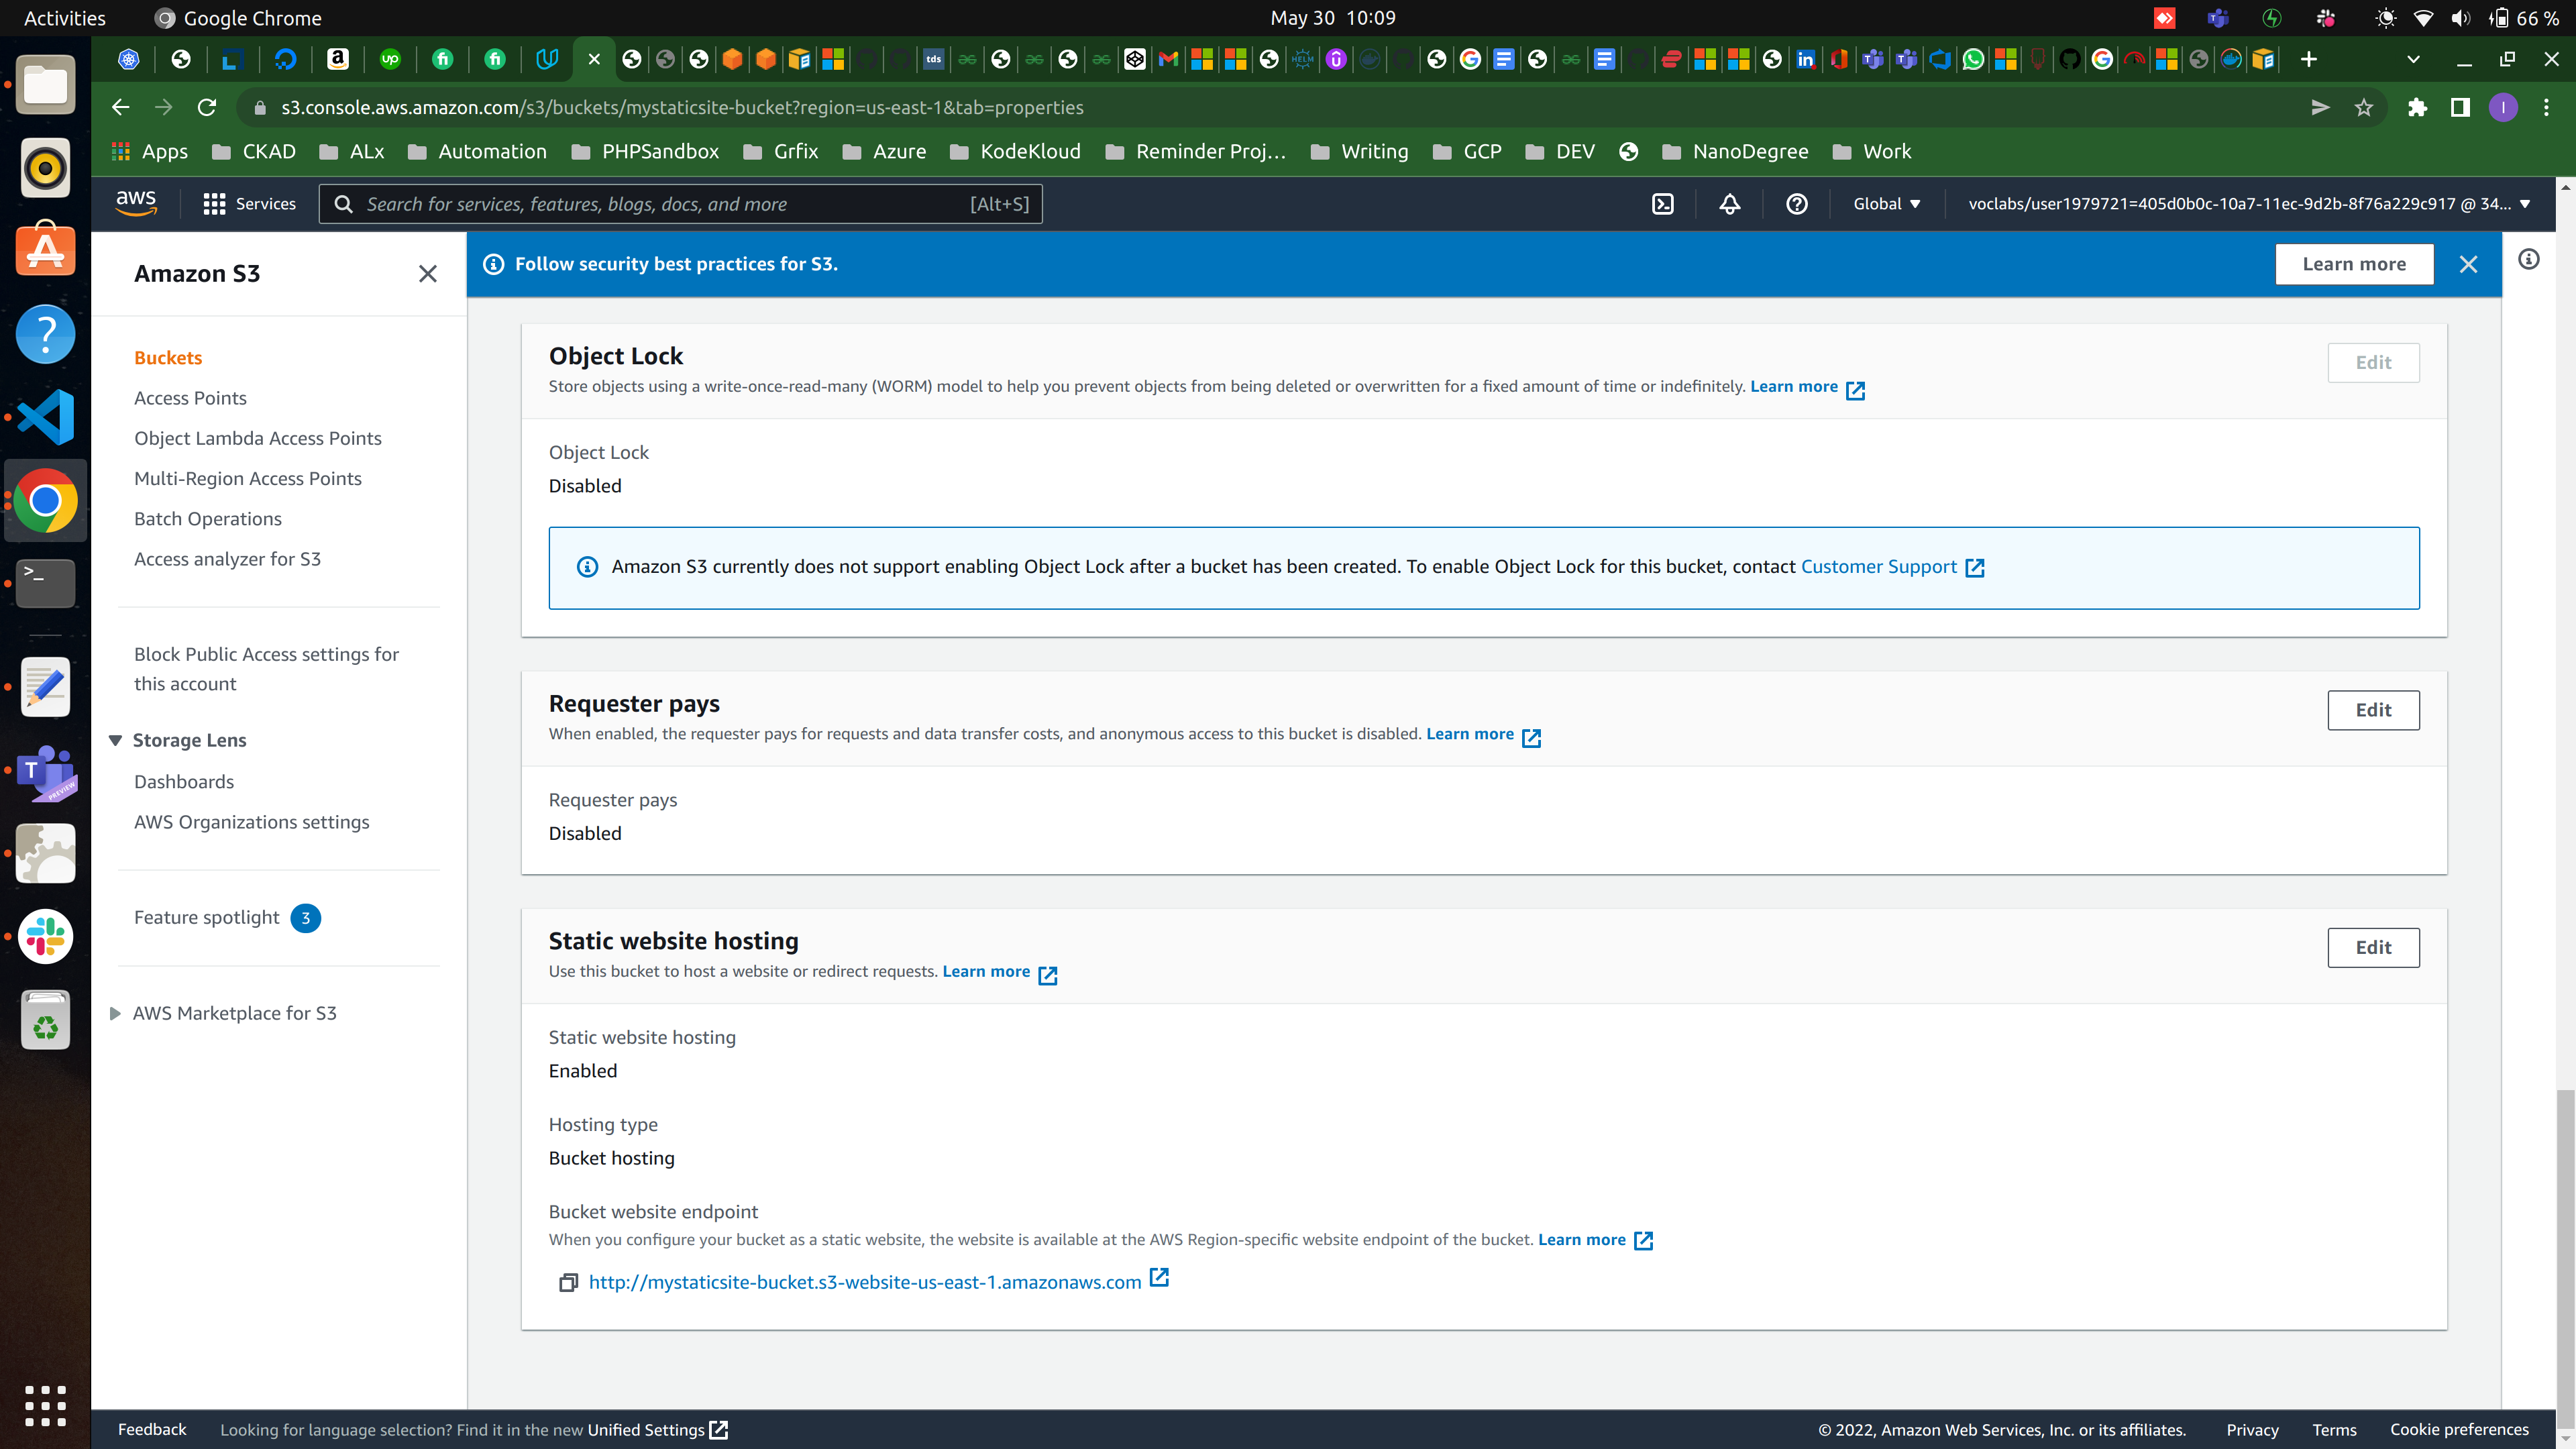 Activities Google Chrome May 30 10:09 66 %
tds HELM
s3.console.aws.amazon.com/s3/buckets/mystaticsite-bucket?region=us-east-1&tab=properties I
Apps CKAD ALx Automation PHPSandbox Grfix Azure KodeKloud Reminder Proj... Writing GCP DEV NanoDegree Work
aws Services Search for services, features, blogs, docs, and more [Alt+S] Global voclabs/user1979721=405d0b0c-10a7-11ec-9d2b-8f76a229c917 @ 34...
Amazon S3
Buckets
Access Points
Object Lambda Access Points
Multi-Region Access Points
Batch Operations
Access analyzer for S3
Block Public Access settings for
this account
Storage Lens
Dashboards
AWS Organizations settings
Feature spotlight 3
AWS Marketplace for S3
Follow security best practices for S3. Learn more
Object Lock Edit
Store objects using a write-once-read-many (WORM) model to help you prevent objects from being deleted or overwritten for a fixed amount of time or indefinitely. Learn more
Object Lock
Disabled
Amazon S3 currently does not support enabling Object Lock after a bucket has been created. To enable Object Lock for this bucket, contact Customer Support
Requester pays Edit
When enabled, the requester pays for requests and data transfer costs, and anonymous access to this bucket is disabled. Learn more
Requester pays
Disabled
Static website hosting Edit
Use this bucket to host a website or redirect requests. Learn more
Static website hosting
Enabled
Hosting type
Bucket hosting
Bucket website endpoint
When you configure your bucket as a static website, the website is available at the AWS Region-specific website endpoint of the bucket. Learn more
http://mystaticsite-bucket.s3-website-us-east-1.amazonaws.com
Feedback Looking for language selection? Find it in the new Unified Settings © 2022, Amazon Web Services, Inc. or its affiliates. Privacy Terms Cookie preferences